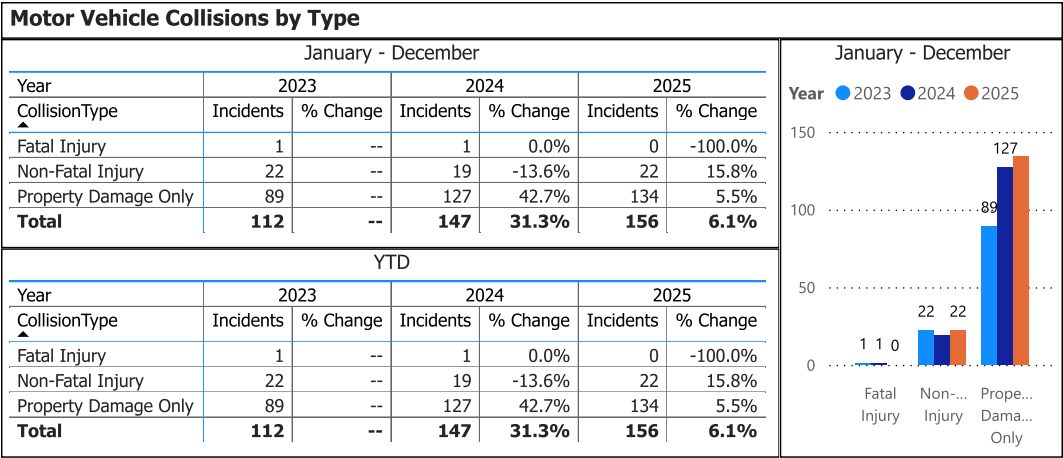 Motor Vehicle Collisions by Type
January - December
Year 2023 2024 2025
CollisionType Incidents % Change Incidents % Change Incidents % Change
Fatal Injury 1 -- 1 0.0% 0 -100.0%
Non-Fatal Injury 22 -- 19 -13.6% 22 15.8%
Property Damage Only 89 -- 127 42.7% 134 5.5%
Total 112 -- 147 31.3% 156 6.1%
YTD
Year 2023 2024 2025
CollisionType Incidents % Change Incidents % Change Incidents % Change
Fatal Injury 1 -- 1 0.0% 0 -100.0%
Non-Fatal Injury 22 -- 19 -13.6% 22 15.8%
Property Damage Only 89 -- 127 42.7% 134 5.5%
Total 112 -- 147 31.3% 156 6.1%
January - December
Year 2023 2024 2025
150
127
100
89
50
22 22
1 1 0
0
Fatal Non-... Prope...
Injury Injury Dama...
Only